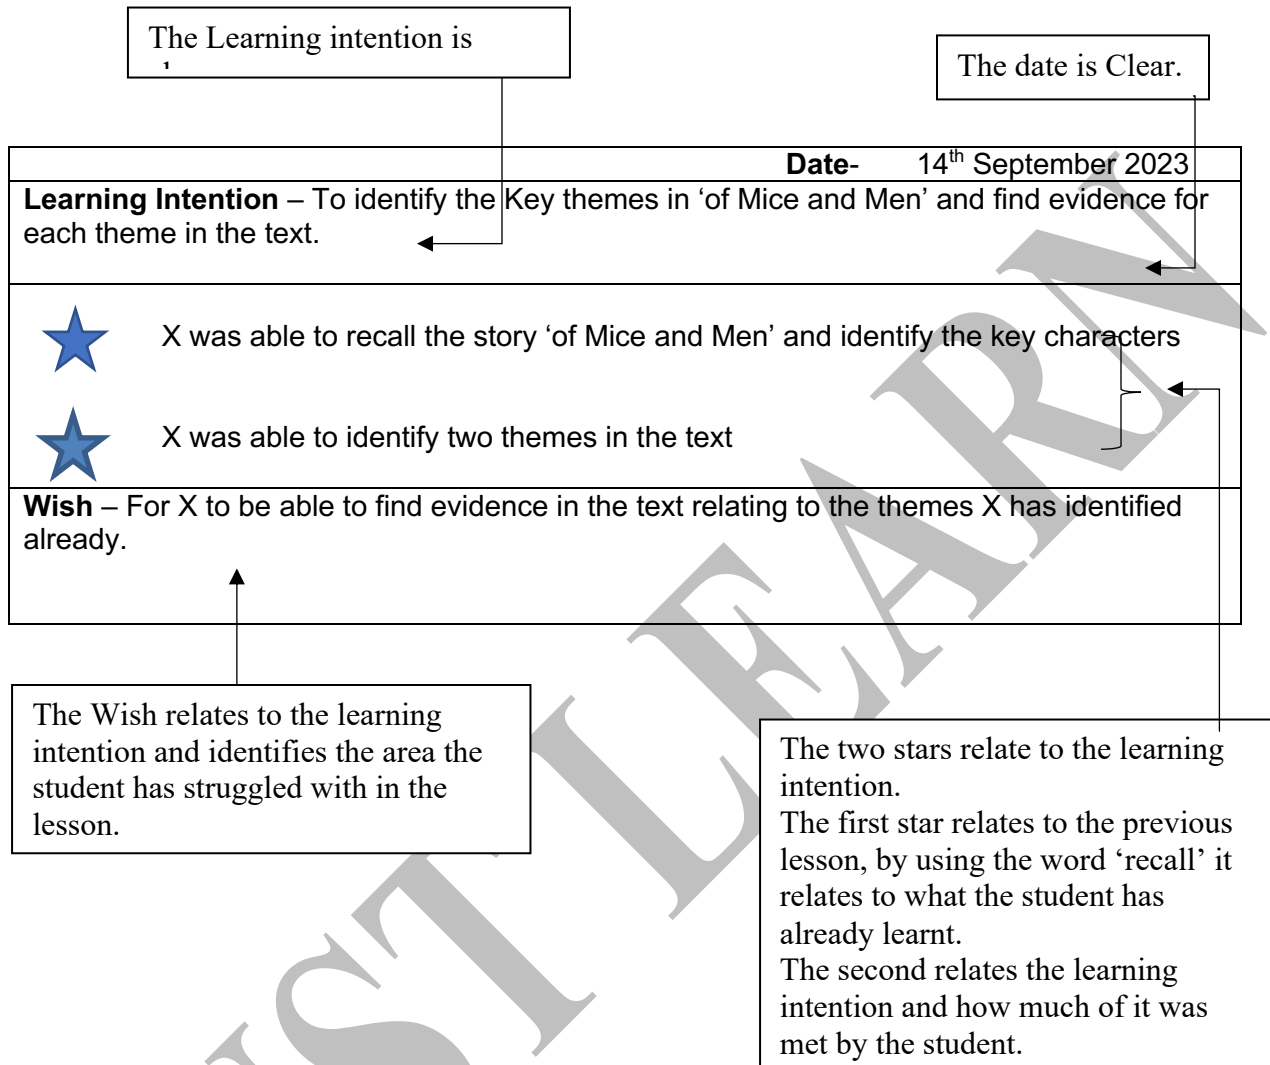 The Learning intention is
The date is Clear.
Date- 14th September 2023
Learning Intention – To identify the Key themes in ‘of Mice and Men’ and find evidence for
each theme in the text.
X was able to recall the story ‘of Mice and Men’ and identify the key characters
X was able to identify two themes in the text
Wish – For X to be able to find evidence in the text relating to the themes X has identified
already.
The Wish relates to the learning
intention and identifies the area the
student has struggled with in the
lesson.
The two stars relate to the learning
intention.
The first star relates to the previous
lesson, by using the word ‘recall’ it
relates to what the student has
already learnt.
The second relates the learning
intention and how much of it was
met by the student.
ST LEARN